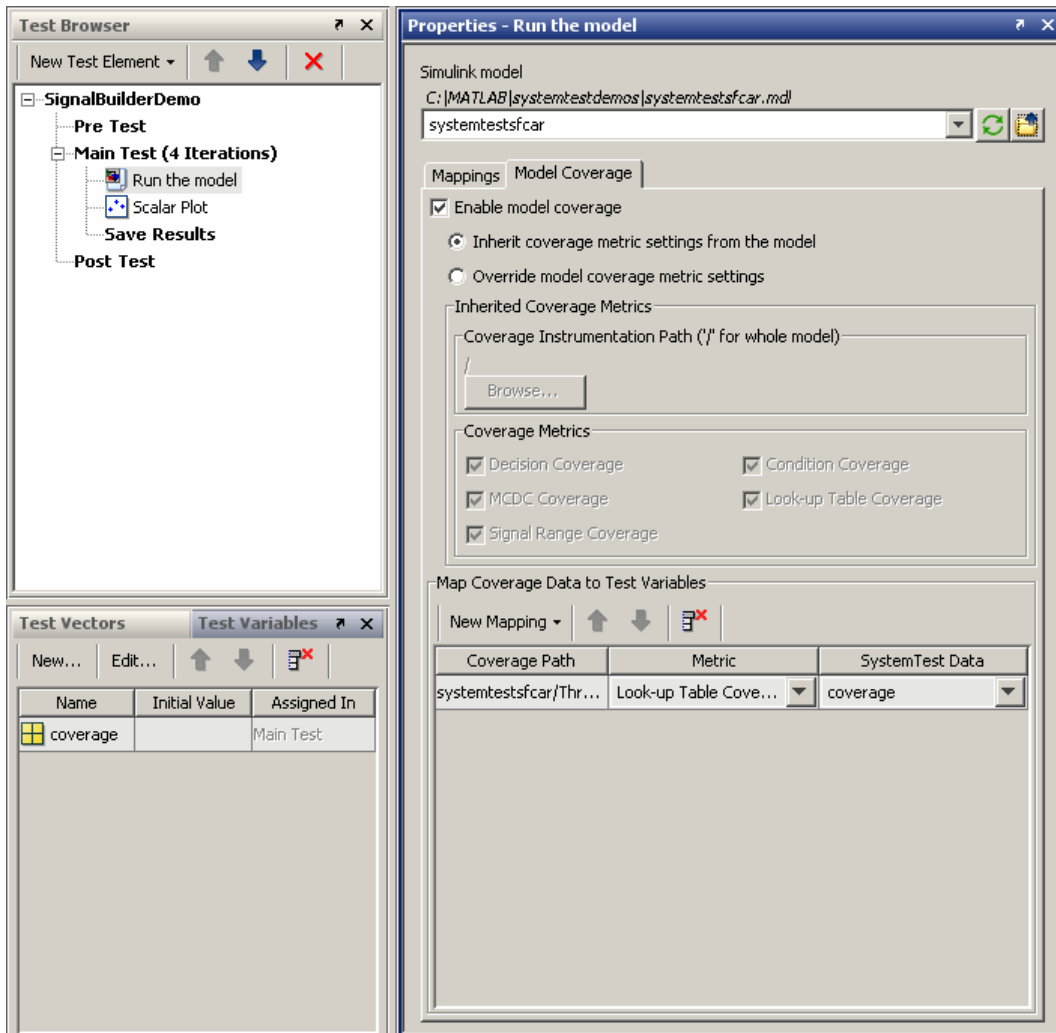 Test Browser
New Test Element
SignalBuilderDemo
Pre Test
Main Test (4 Iterations)
Run the model
Scalar Plot
Save Results
Post Test
Test Vectors
Test Variables
New...
Edit...
Name Initial Value Assigned In
coverage Main Test
Properties - Run the model
Simulink model
C:\MATLAB\systemtestdemos\systemtestsfcar.mdl
systemtestsfcar
Mappings
Model Coverage
Enable model coverage
Inherit coverage metric settings from the model
Override model coverage metric settings
Inherited Coverage Metrics
Coverage Instrumentation Path ('/' for whole model)
/
Browse...
Coverage Metrics
Decision Coverage Condition Coverage
MCDC Coverage Look-up Table Coverage
Signal Range Coverage
Map Coverage Data to Test Variables
New Mapping
Coverage Path Metric SystemTest Data
systemtestsfcar/Thr... Look-up Table Cove... coverage